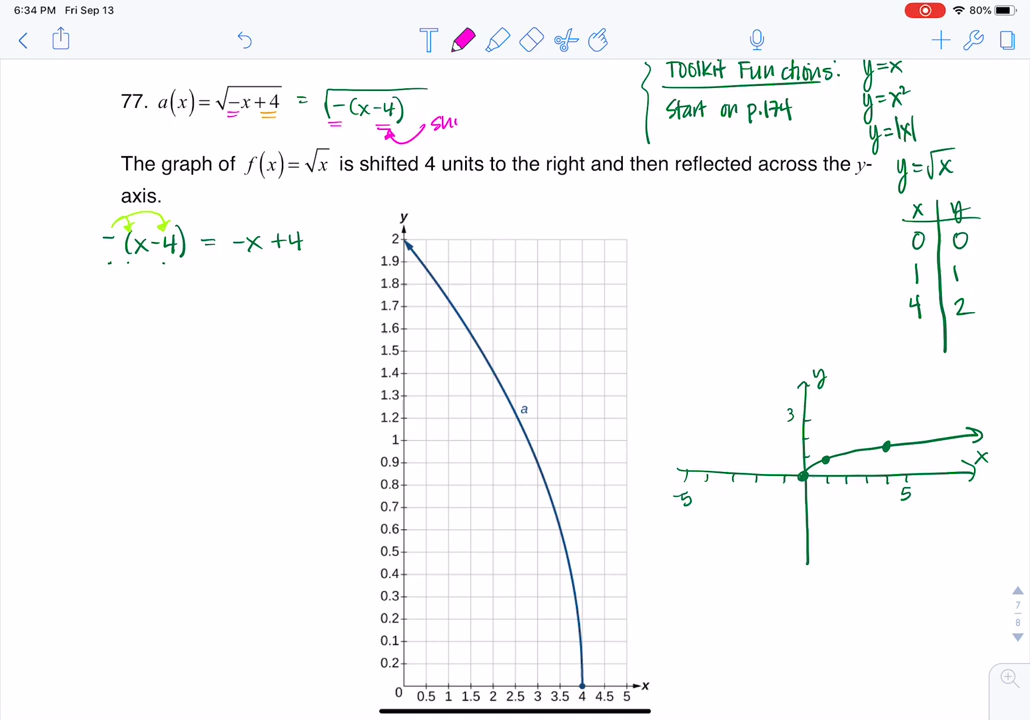 6:34 PM Fri Sep 13
80%
T
TOOLKIT Functions:
Start on p.174
y=x
y=x²
y=|x|
y=√x
77. a(x)=√(-x+4) = √(-(x-4))
shi
The graph of f(x)=√x is shifted 4 units to the right and then reflected across the y-
axis.
-(x-4) = -x+4
x y
0 0
1 1
4 2
y
2
1.9
1.8
1.7
1.6
1.5
1.4
1.3
1.2
1
0.9
0.8
0.7
0.6
0.5
0.4
0.3
0.2
0.1
0.2
a
0 0.5 1 1.5 2 2.5 3 3.5 4 4.5 5 x
y
3
x
-5 5
7
8